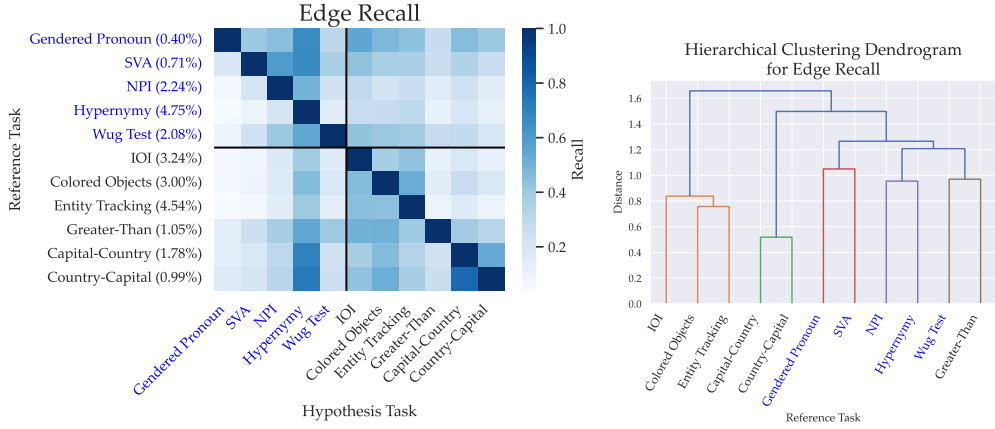 Edge Recall
Reference Task
Gendered Pronoun (0.40%)
SVA (0.71%)
NPI (2.24%)
Hypernymy (4.75%)
Wug Test (2.08%)
IOI (3.24%)
Colored Objects (3.00%)
Entity Tracking (4.54%)
Greater-Than (1.05%)
Capital-Country (1.78%)
Country-Capital (0.99%)
Gendered Pronoun
SVA
NPI
Hypernymy
Wug Test
IOI
Colored Objects
Entity Tracking
Greater-Than
Capital-Country
Country-Capital
Hypothesis Task
1.0
0.8
0.6
0.4
0.2
Recall
Hierarchical Clustering Dendrogram
for Edge Recall
Distance
1.6
1.4
1.2
1.0
0.8
0.6
0.4
0.2
0.0
IOI
Colored Objects
Entity Tracking
Capital-Country
Country-Capital
Gendered Pronoun
SVA
NPI
Hypernymy
Wug Test
Greater-Than
Reference Task